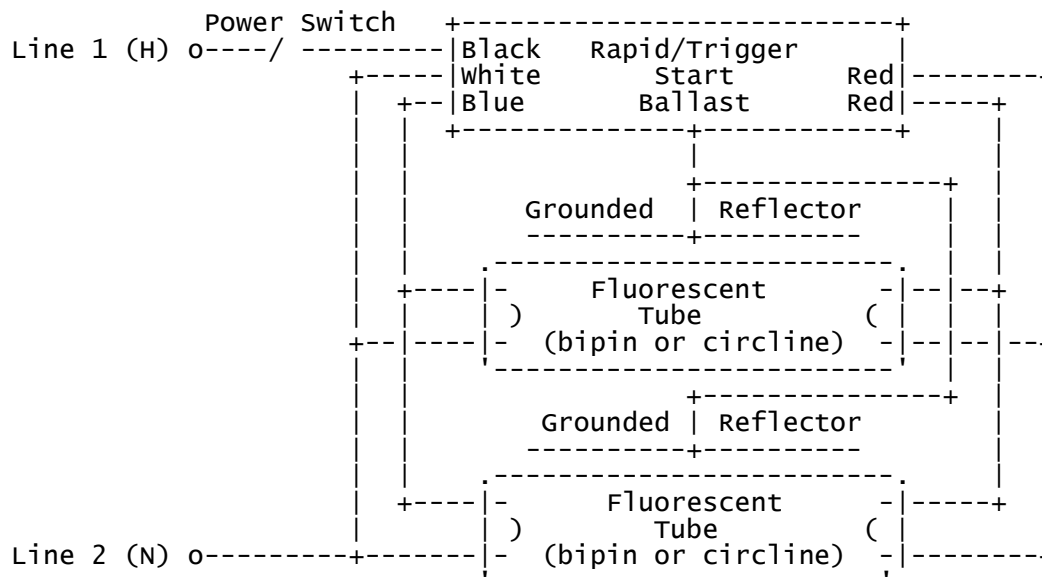 Power Switch
Line 1 (H) Black Rapid/Trigger
White Start Red
Blue Ballast Red
Grounded Reflector
Fluorescent
Tube
(bipin or circline)
Grounded Reflector
Fluorescent
Tube
Line 2 (N) (bipin or circline)